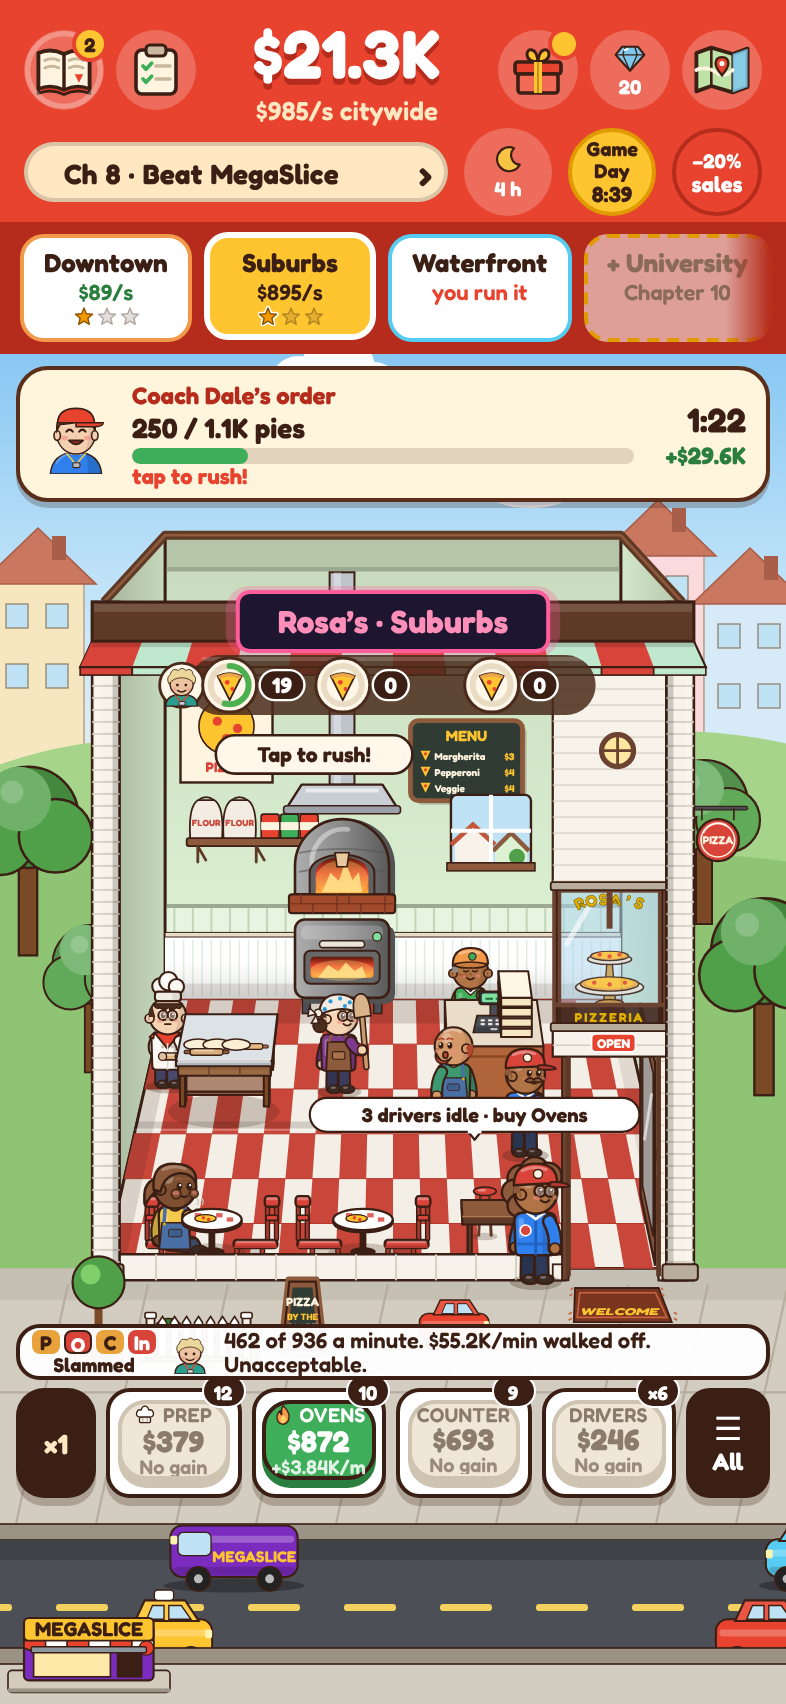 2
$21.3K
$985/s citywide
20
Ch 8 · Beat MegaSlice
4 h
Game
Day
8:39
-20%
sales
Downtown
$89/s
Suburbs
$895/s
Waterfront
you run it
+ University
Chapter 10
Coach Dale's order
250 / 1.1K pies
tap to rush!
1:22
+$29.6K
Rosa's · Suburbs
19
0
0
Tap to rush!
MENU
Margherita $3
Pepperoni $4
Veggie $4
FLOUR FLOUR
PIZZA
ROSA'S
PIZZERIA
OPEN
3 drivers idle · buy Ovens
PIZZA
BY THE
WELCOME
P O C In
Slammed
462 of 936 a minute. $55.2K/min walked off.
Unacceptable.
x1
12
PREP
$379
No gain
10
OVENS
$872
+$3.84K/m
9
COUNTER
$693
No gain
x6
DRIVERS
$246
No gain
All
MEGASLICE
MEGASLICE